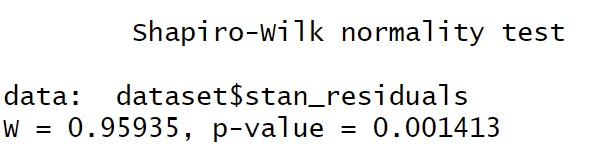 Shapiro-Wilk normality test
data:  dataset$stan_residuals
W = 0.95935, p-value = 0.001413